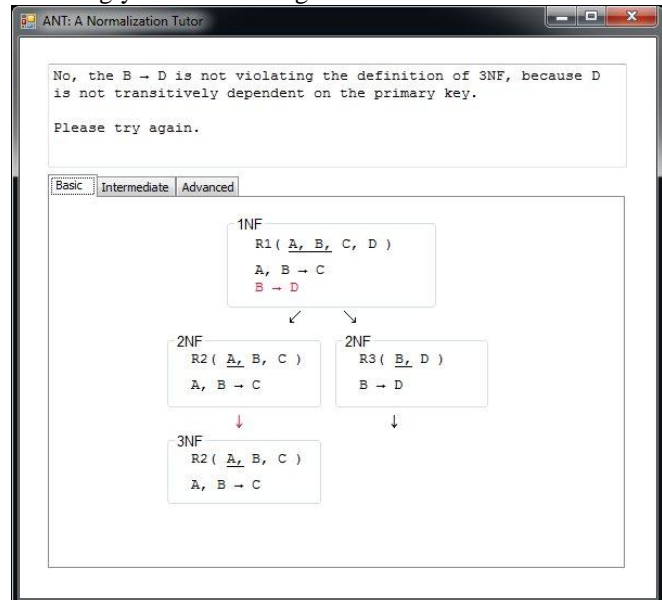 ANT: A Normalization Tutor
No, the B → D is not violating the definition of 3NF, because D
is not transitively dependent on the primary key.
Please try again.
Basic Intermediate Advanced
1NF
R1( A, B, C, D )
A, B → C
B → D
2NF
R2( A, B, C )
A, B → C
2NF
R3( B, D )
B → D
3NF
R2( A, B, C )
A, B → C